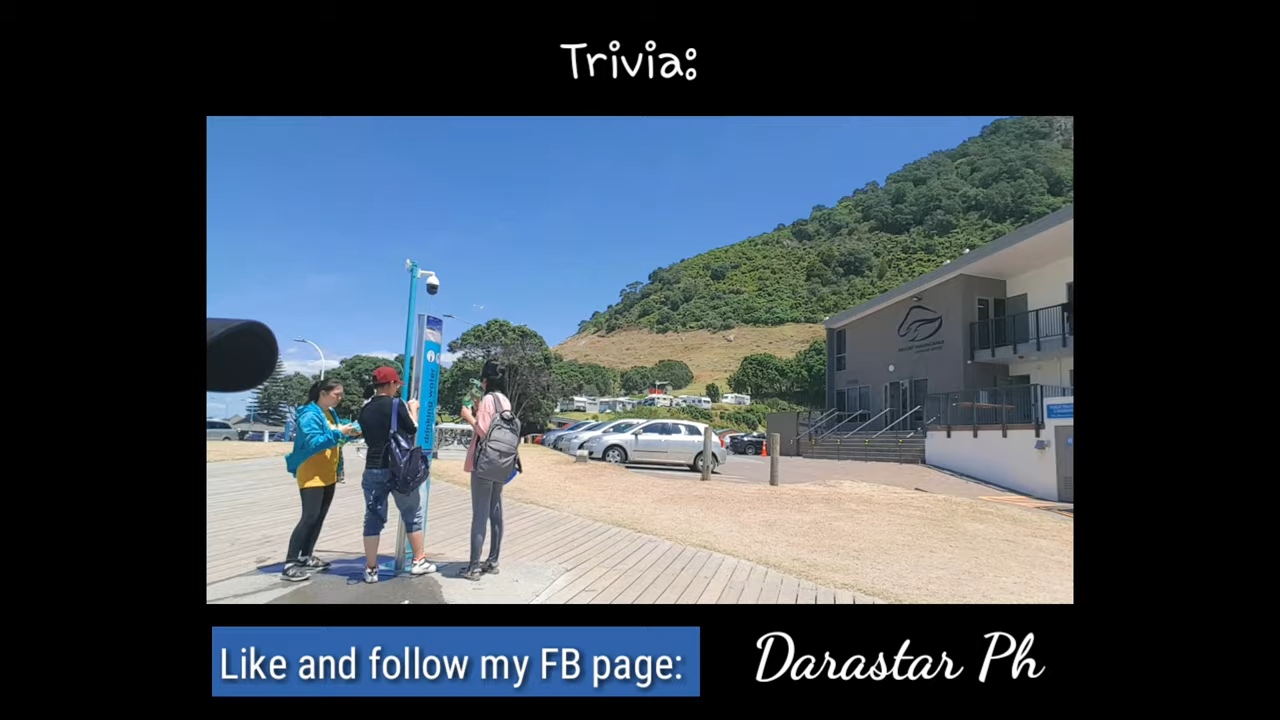 Trivia:
drinking water
Like and follow my FB page:
Darastar Ph